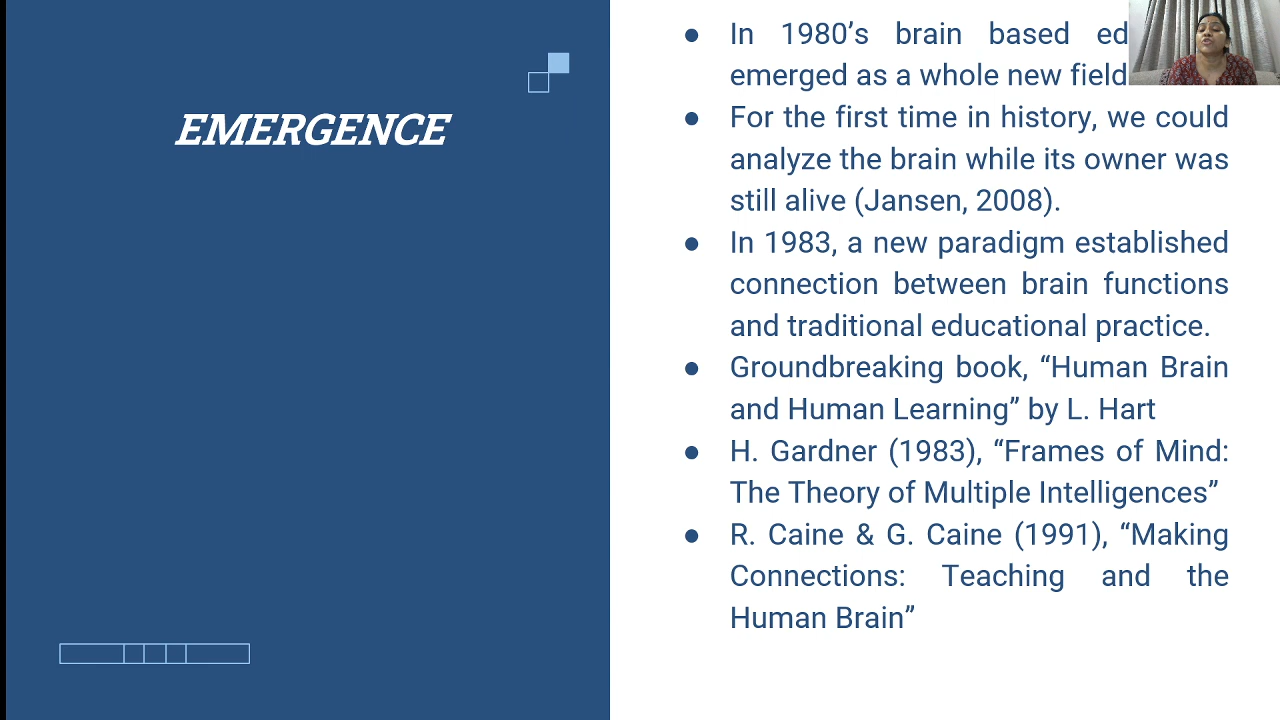 EMERGENCE
● In 1980’s brain based ed
emerged as a whole new field
● For the first time in history, we could
analyze the brain while its owner was
still alive (Jansen, 2008).
● In 1983, a new paradigm established
connection between brain functions
and traditional educational practice.
● Groundbreaking book, “Human Brain
and Human Learning” by L. Hart
● H. Gardner (1983), “Frames of Mind:
The Theory of Multiple Intelligences”
● R. Caine & G. Caine (1991), “Making
Connections: Teaching and the
Human Brain”